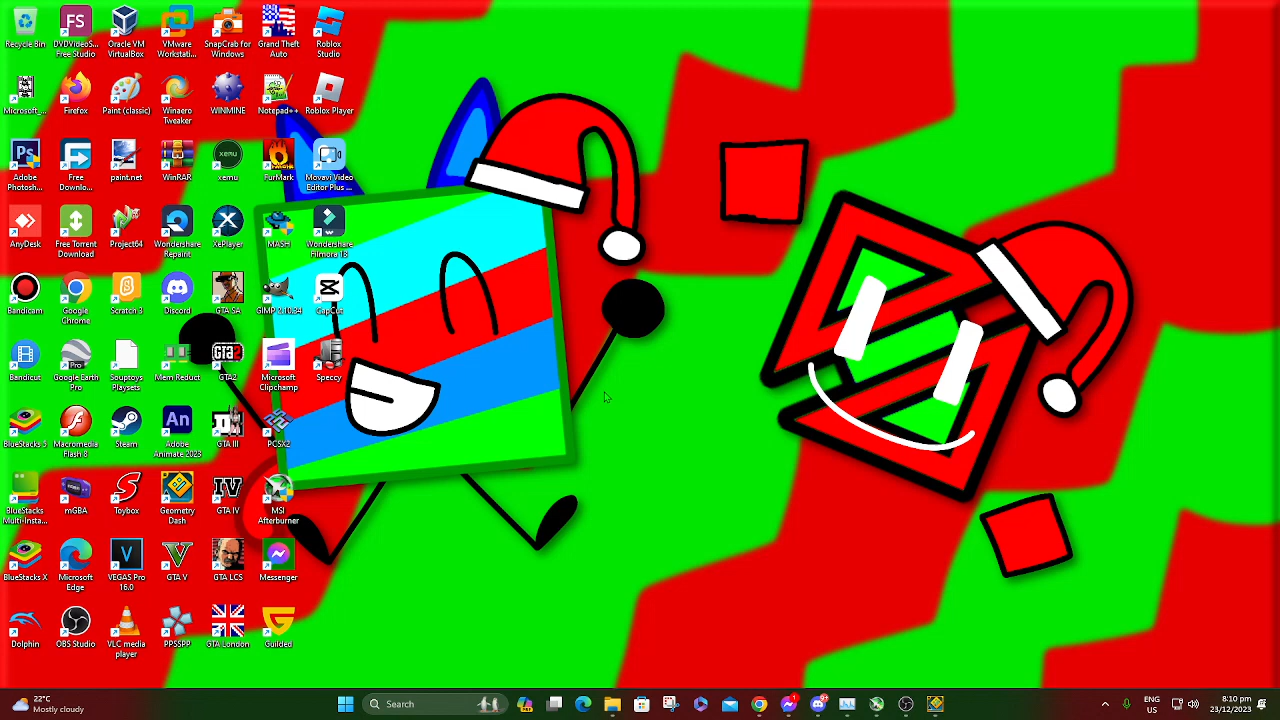 Recycle Bin
DVDVideoS...
Free Studio
Oracle VM
VirtualBox
VMware
Workstati...
SnapCrab for
Windows
Grand Theft
Auto
Roblox
Studio
Microsoft_...
Firefox
Paint (classic)
Winaero
Tweaker
WINMINE
Notepad++
Roblox Player
Adobe
Photosh...
Free
Downlo...
paint.net
WinRAR
xemu
FurMark
Movavi Video
Editor Plus ...
AnyDesk
Free Torrent
Download
Project64
Wondershare
Repairit
XePlayer
MASH
Wondershare
Filmora 13
Bandicam
Google
Chrome
Scratch 3
Discord
GTA SA
GIMP 2.10.34
CapCut
Bandicut
Google Earth
Pro
Souptoys
Playsets
Mem Reduct
GTA2
Microsoft
Clipchamp
Speccy
BlueStacks 5
Macromedia
Flash 8
Steam
Adobe
Animate 2023
GTA III
PCSX2
BlueStacks
Multi-Insta...
mGBA
Toybox
Geometry
Dash
GTA IV
MSI
Afterburner
BlueStacks X
Microsoft
Edge
VEGAS Pro
16.0
GTA V
GTA LCS
Messenger
Dolphin
OBS Studio
VLC media
player
PPSSPP
GTA London
Guilded
22°C
Mostly cloudy
Search
ENG
US
8:10 pm
23/12/2023